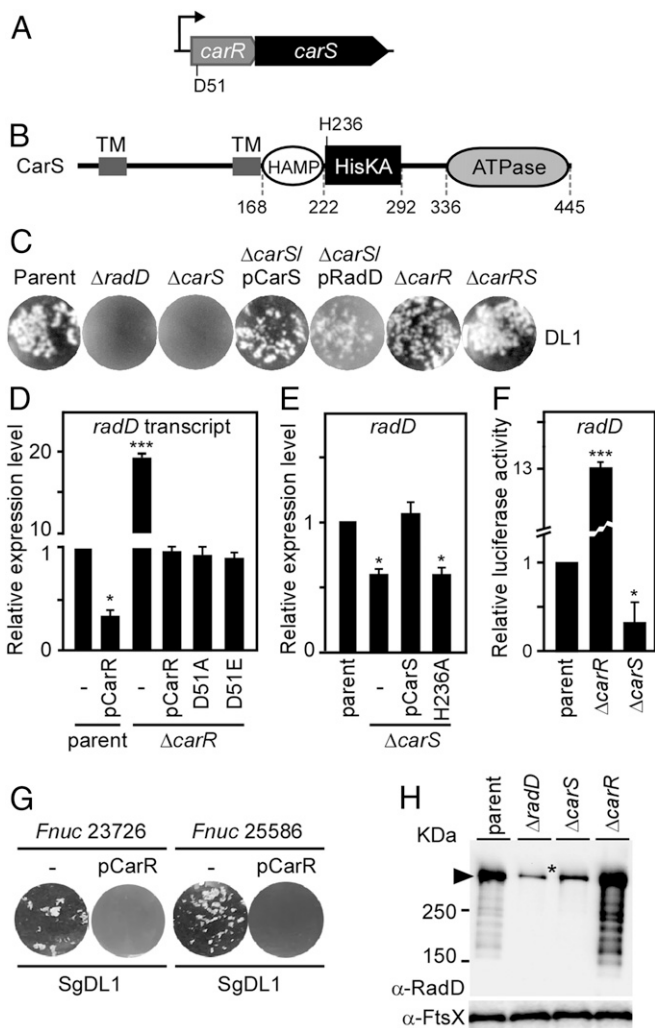 A
carR carS
D51
B
H236
TM TM
CarS HAMP HisKA ATPase
168 222 292 336 445
C
ΔcarS/ ΔcarS/
Parent ΔradD ΔcarS pCarS pRadD ΔcarR ΔcarRS
DL1
D
radD transcript
Relative expression level
20
10
1
0
***
*
- pCarR - pCarR D51A D51E
parent ΔcarR
E
radD
Relative expression level
1
0
* *
parent - pCarS H236A
ΔcarS
F
radD
Relative luciferase activity
13
1
0
***
*
parent ΔcarR ΔcarS
G
Fnuc 23726 Fnuc 25586
- pCarR - pCarR
SgDL1 SgDL1
H
parent ΔradD ΔcarS ΔcarR
KDa
*
250
150
α-RadD
α-FtsX